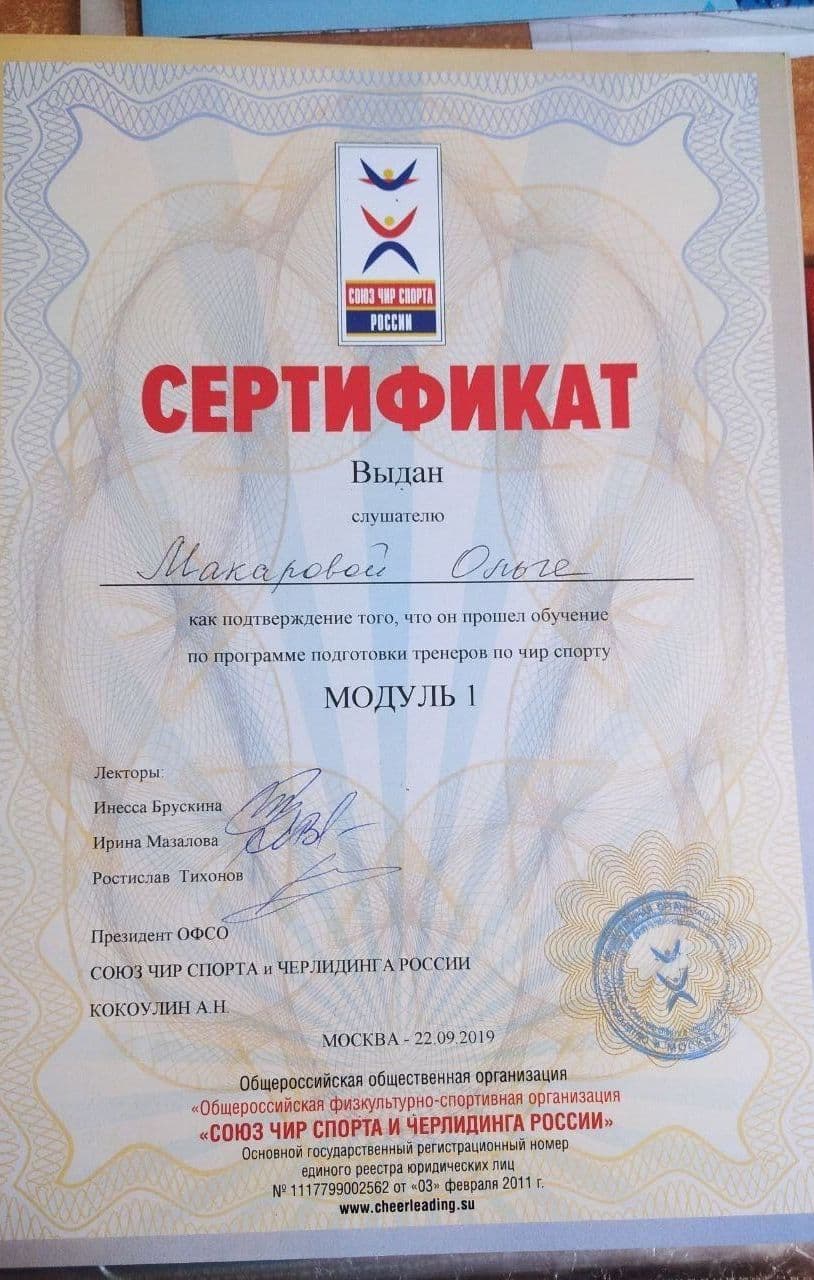 СОЮЗ ЧИР СПОРТА
РОССИИ
СЕРТИФИКАТ
Выдан
слушателю
Макаровой Ольге
как подтверждение того, что он прошел обучение
по программе подготовки тренеров по чир спорту
МОДУЛЬ 1
Лекторы:
Инесса Брускина
Ирина Мазалова
Ростислав Тихонов
Президент ОФСО
СОЮЗ ЧИР СПОРТА и ЧЕРЛИДИНГА РОССИИ
КОКОУЛИН А.Н.
МОСКВА - 22.09.2019
Общероссийская общественная организация
«Общероссийская физкультурно-спортивная организация
«СОЮЗ ЧИР СПОРТА И ЧЕРЛИДИНГА РОССИИ»
Основной государственный регистрационный номер
единого реестра юридических лиц
№ 1117799002562 от «03» февраля 2011 г.
www.cheerleading.su
МОСКВА